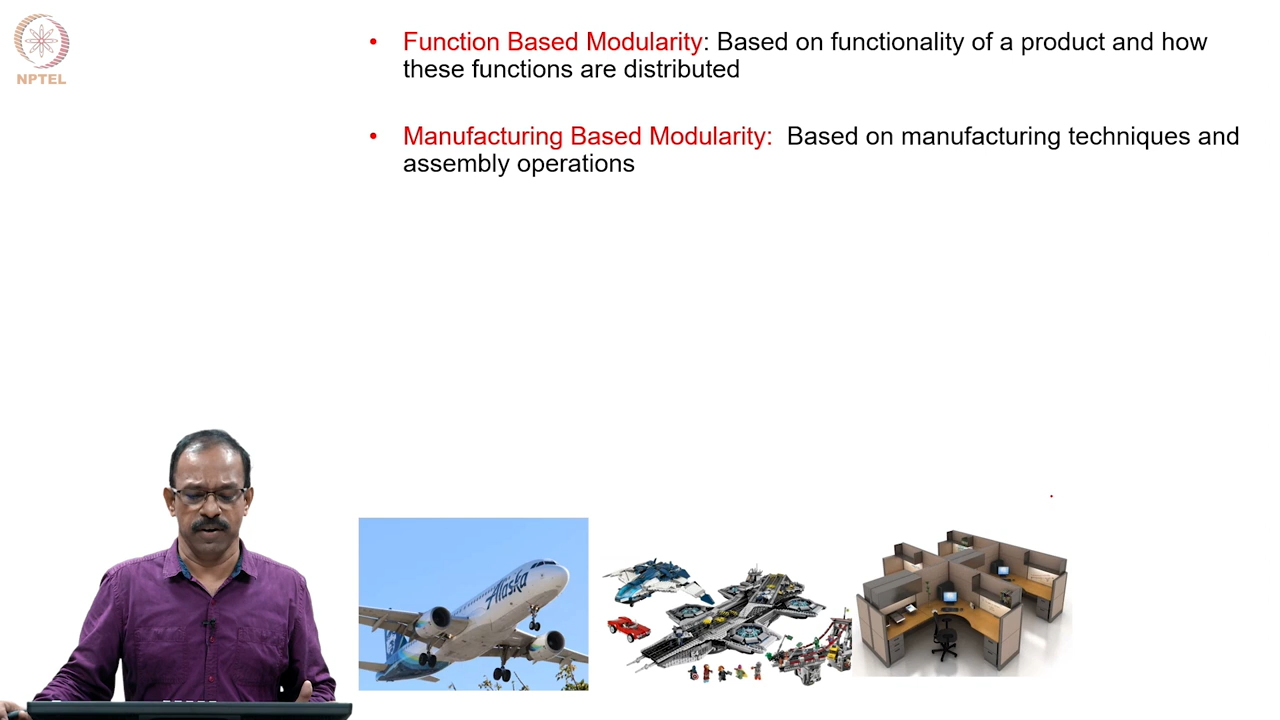 NPTEL
• Function Based Modularity: Based on functionality of a product and how
these functions are distributed
• Manufacturing Based Modularity: Based on manufacturing techniques and
assembly operations
Alaska